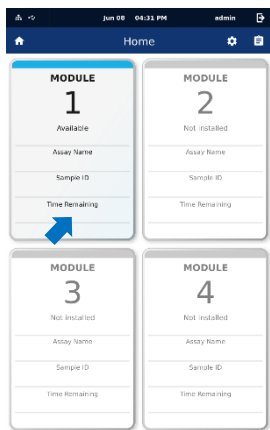 Jun 08 04:31 PM admin
Home
MODULE
1
Available
Assay Name
Sample ID
Time Remaining
MODULE
2
Not installed
Assay Name
Sample ID
Time Remaining
MODULE
3
Not installed
Assay Name
Sample ID
Time Remaining
MODULE
4
Not installed
Assay Name
Sample ID
Time Remaining